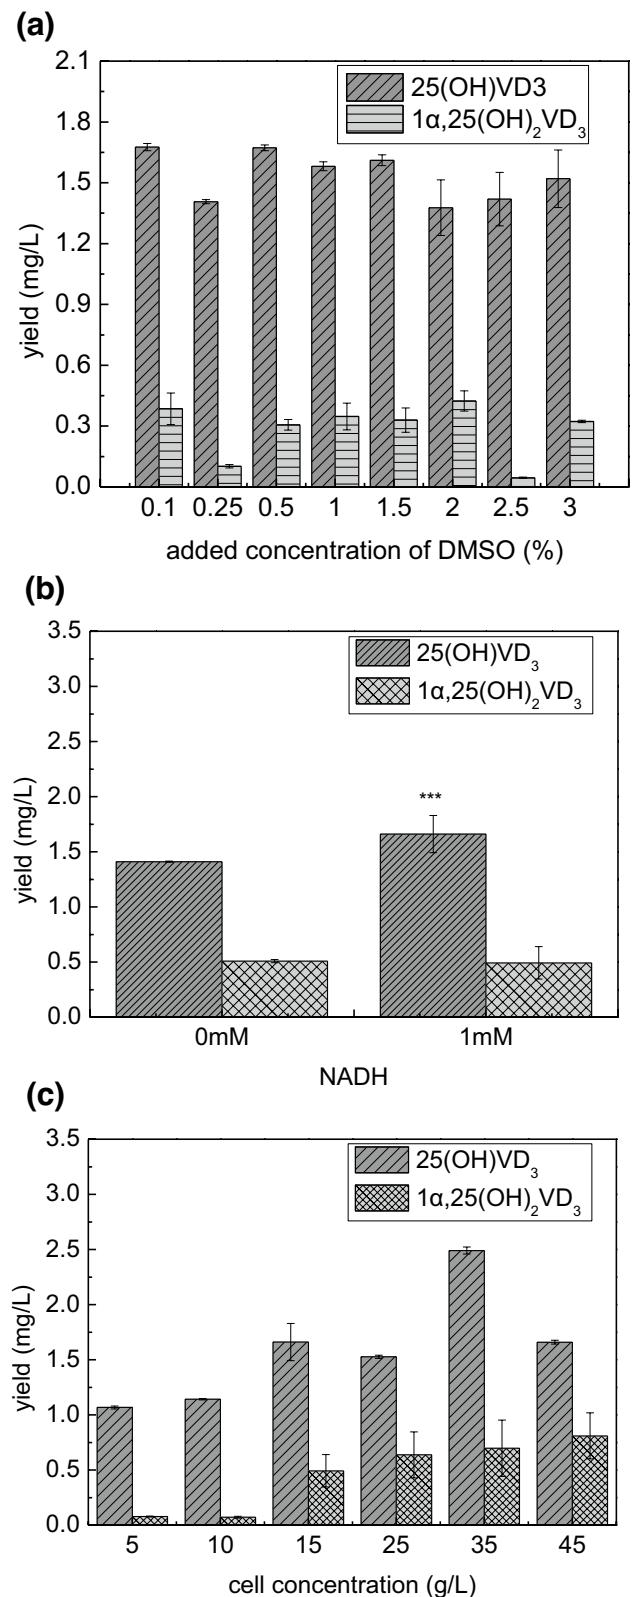 (a)
2.1
1.8
1.5
1.2
0.9
0.6
0.3
0.0
yield (mg/L)
25(OH)VD3
1α,25(OH)₂VD₃
0.1 0.25 0.5 1 1.5 2 2.5 3
added concentration of DMSO (%)
(b)
3.5
3.0
2.5
2.0
1.5
1.0
0.5
0.0
yield (mg/L)
25(OH)VD₃
1α,25(OH)₂VD₃
***
0mM 1mM
NADH
(c)
3.5
3.0
2.5
2.0
1.5
1.0
0.5
0.0
yield (mg/L)
25(OH)VD₃
1α,25(OH)₂VD₃
5 10 15 25 35 45
cell concentration (g/L)